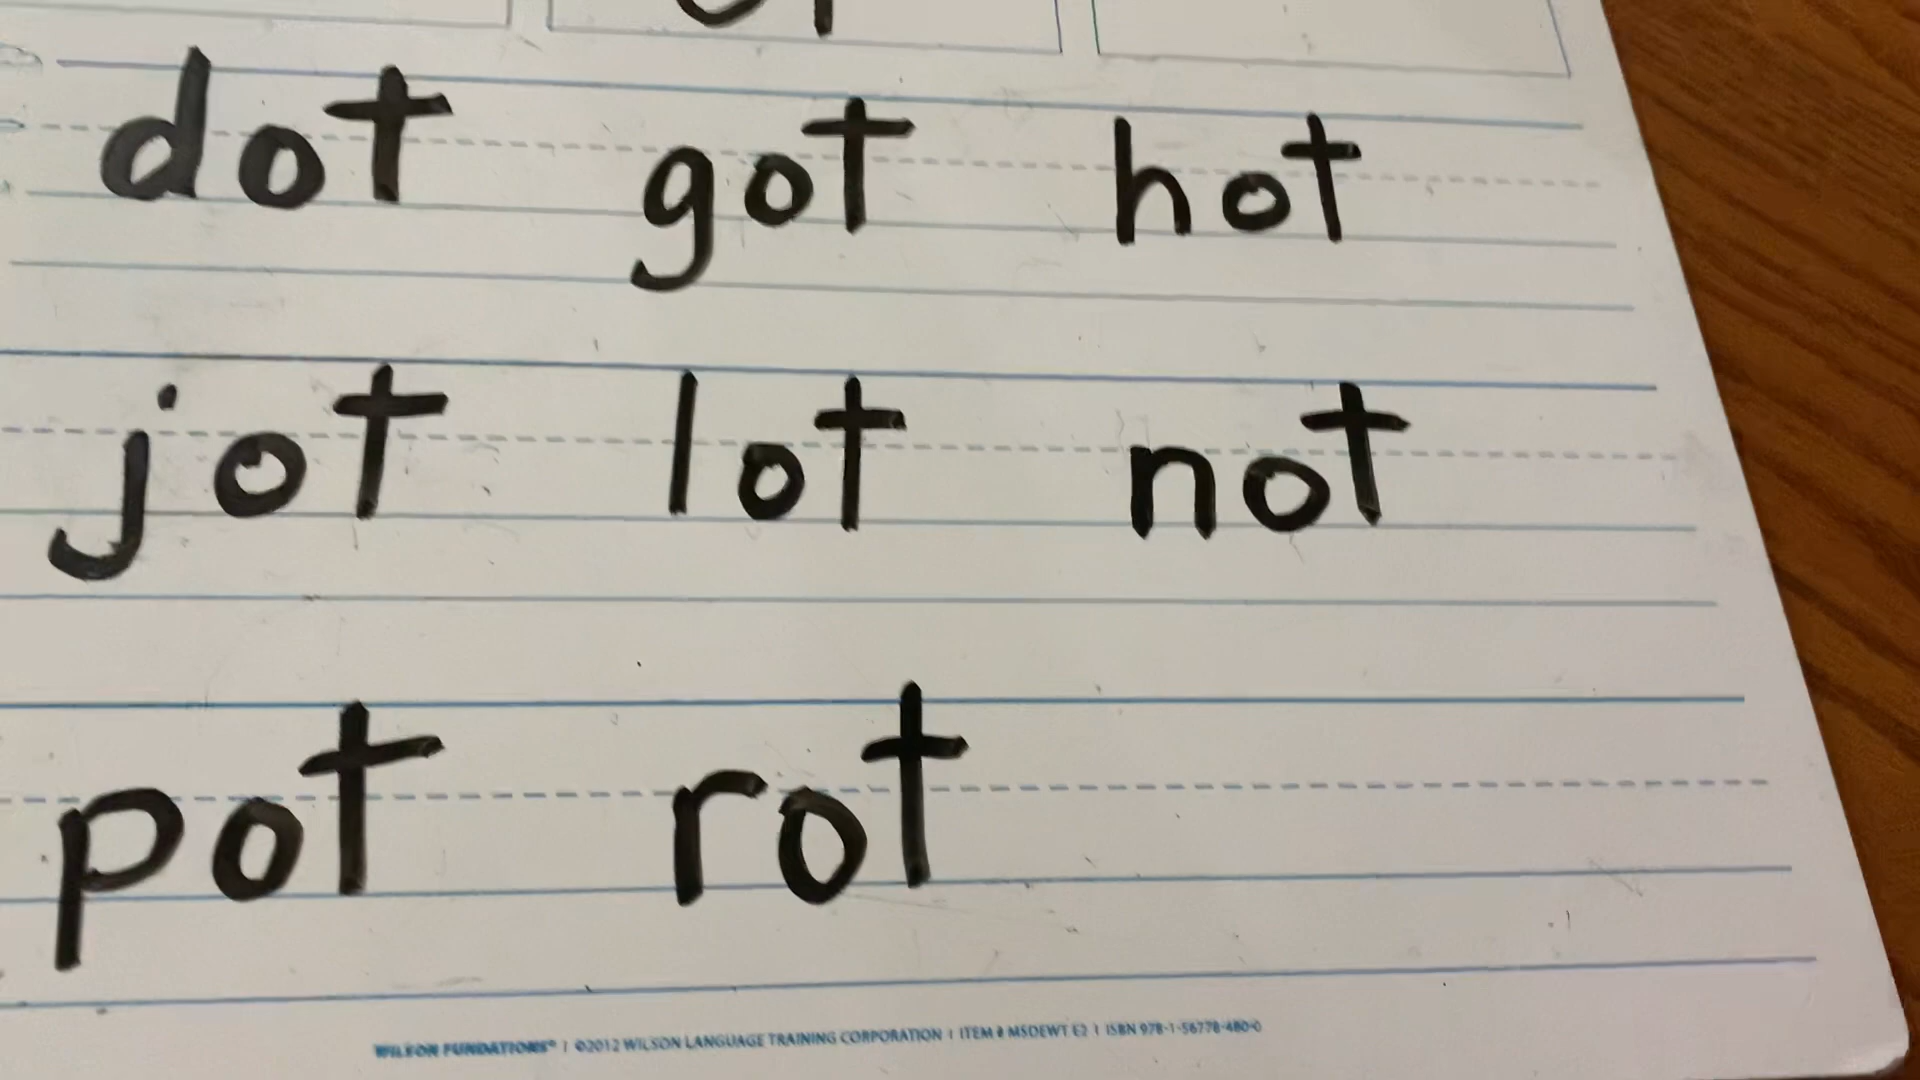 dot got hot
jot lot not
pot rot
WILSON FUNDATIONS® | ©2012 WILSON LANGUAGE TRAINING CORPORATION | ITEM # MSDEWT E2 | ISBN 978-1-56778-480-0